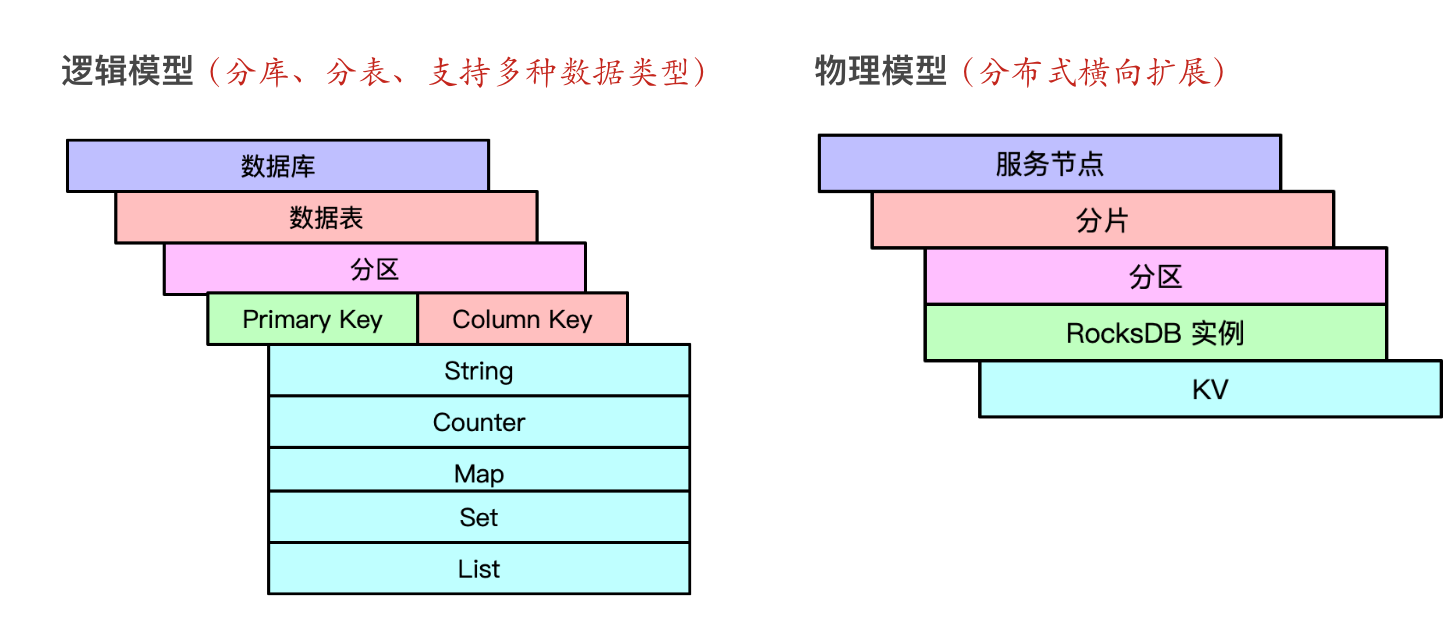 逻辑模型（分库、分表、支持多种数据类型）
数据库
数据表
分区
Primary Key
Column Key
String
Counter
Map
Set
List
物理模型（分布式横向扩展）
服务节点
分片
分区
RocksDB 实例
KV